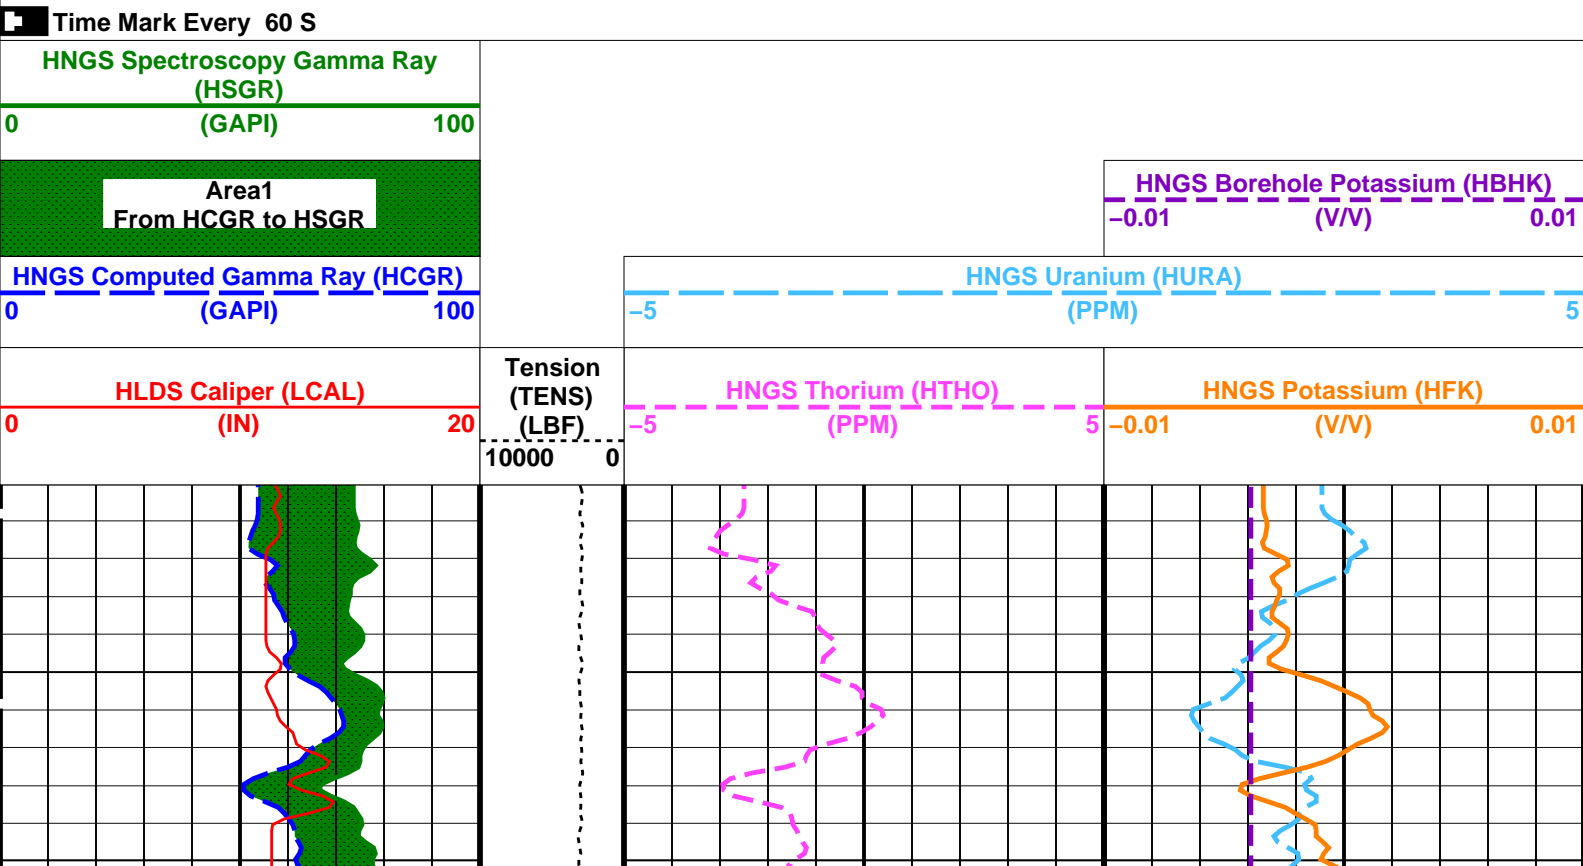 Time Mark Every 60 S
HNGS Spectroscopy Gamma Ray
(HSGR)
0 (GAPI) 100
Area1
From HCGR to HSGR
HNGS Borehole Potassium (HBHK)
−0.01 (V/V) 0.01
HNGS Computed Gamma Ray (HCGR)
0 (GAPI) 100
HNGS Uranium (HURA)
−5 (PPM) 5
HLDS Caliper (LCAL)
0 (IN) 20
Tension
(TENS)
(LBF)
10000 0
HNGS Thorium (HTHO)
−5 (PPM) 5
HNGS Potassium (HFK)
−0.01 (V/V) 0.01